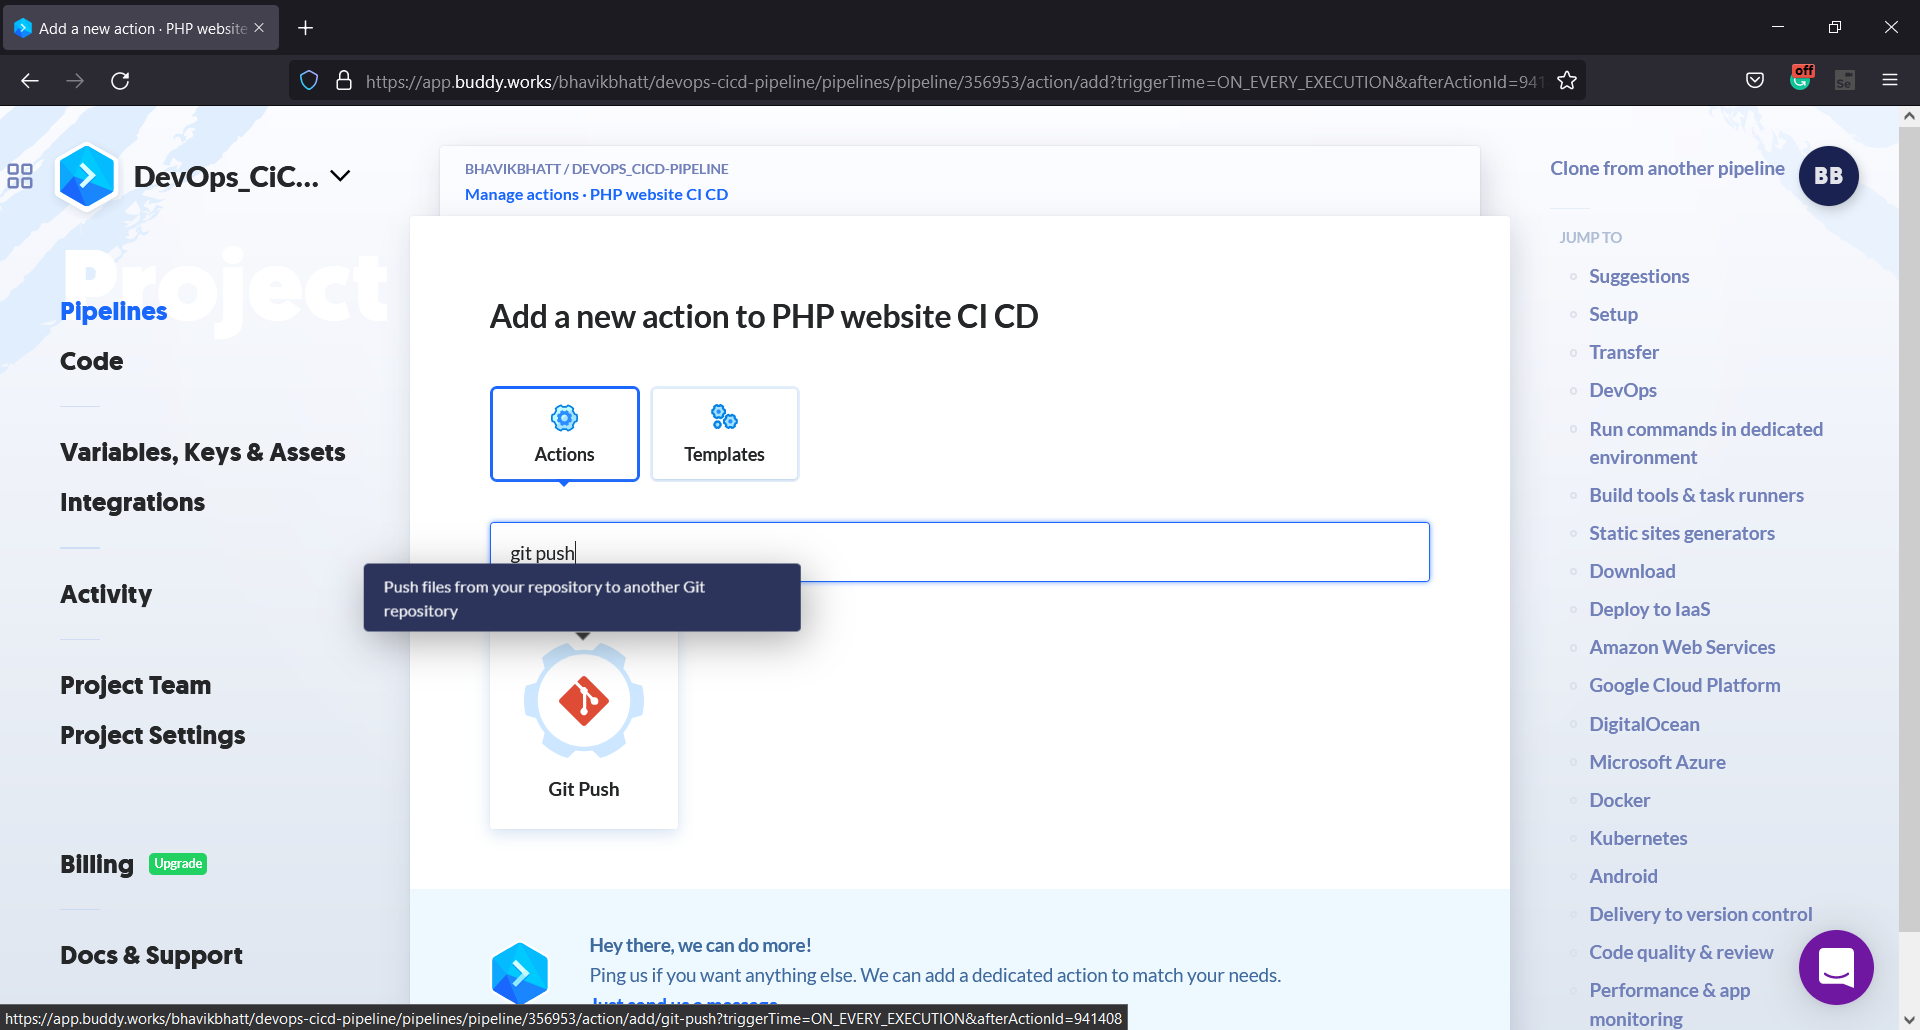 Add a new action · PHP website
https://app.buddy.works/bhavikbhatt/devops-cicd-pipeline/pipelines/pipeline/356953/action/add?triggerTime=ON_EVERY_EXECUTION&afterActionId=941
off
Se
DevOps_CiC...
BHAVIKBHATT / DEVOPS_CICD-PIPELINE
Manage actions · PHP website CI CD
Clone from another pipeline
BB
Project
Pipelines
Code
Variables, Keys & Assets
Integrations
Activity
Project Team
Project Settings
Billing Upgrade
Docs & Support
Add a new action to PHP website CI CD
Actions
Templates
git push
Push files from your repository to another Git
repository
Git Push
Hey there, we can do more!
Ping us if you want anything else. We can add a dedicated action to match your needs.
Just send us a message
JUMP TO
Suggestions
Setup
Transfer
DevOps
Run commands in dedicated
environment
Build tools & task runners
Static sites generators
Download
Deploy to IaaS
Amazon Web Services
Google Cloud Platform
DigitalOcean
Microsoft Azure
Docker
Kubernetes
Android
Delivery to version control
Code quality & review
Performance & app
monitoring
https://app.buddy.works/bhavikbhatt/devops-cicd-pipeline/pipelines/pipeline/356953/action/add/git-push?triggerTime=ON_EVERY_EXECUTION&afterActionId=941408